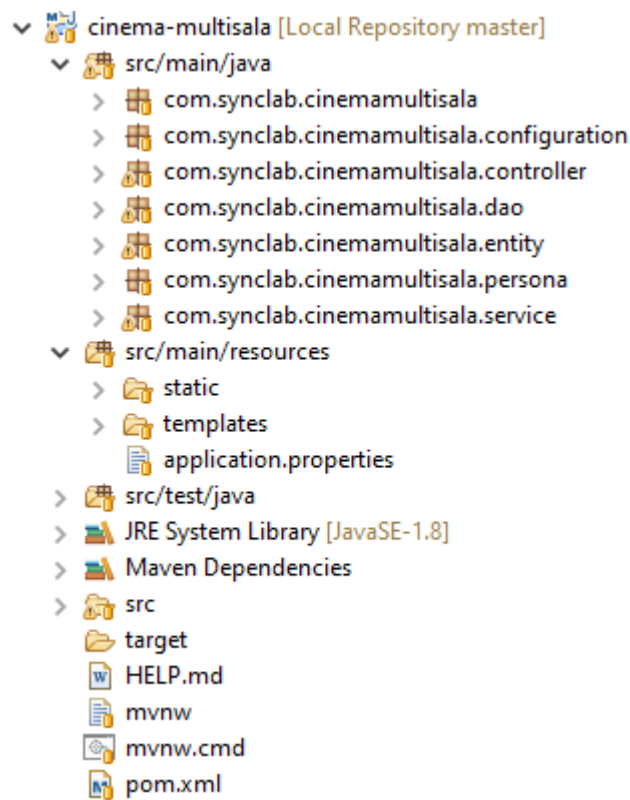 cinema-multisala [Local Repository master]
src/main/java
com.synclab.cinemamultisala
com.synclab.cinemamultisala.configuration
com.synclab.cinemamultisala.controller
com.synclab.cinemamultisala.dao
com.synclab.cinemamultisala.entity
com.synclab.cinemamultisala.persona
com.synclab.cinemamultisala.service
src/main/resources
static
templates
application.properties
src/test/java
JRE System Library [JavaSE-1.8]
Maven Dependencies
src
target
HELP.md
mvnw
mvnw.cmd
pom.xml